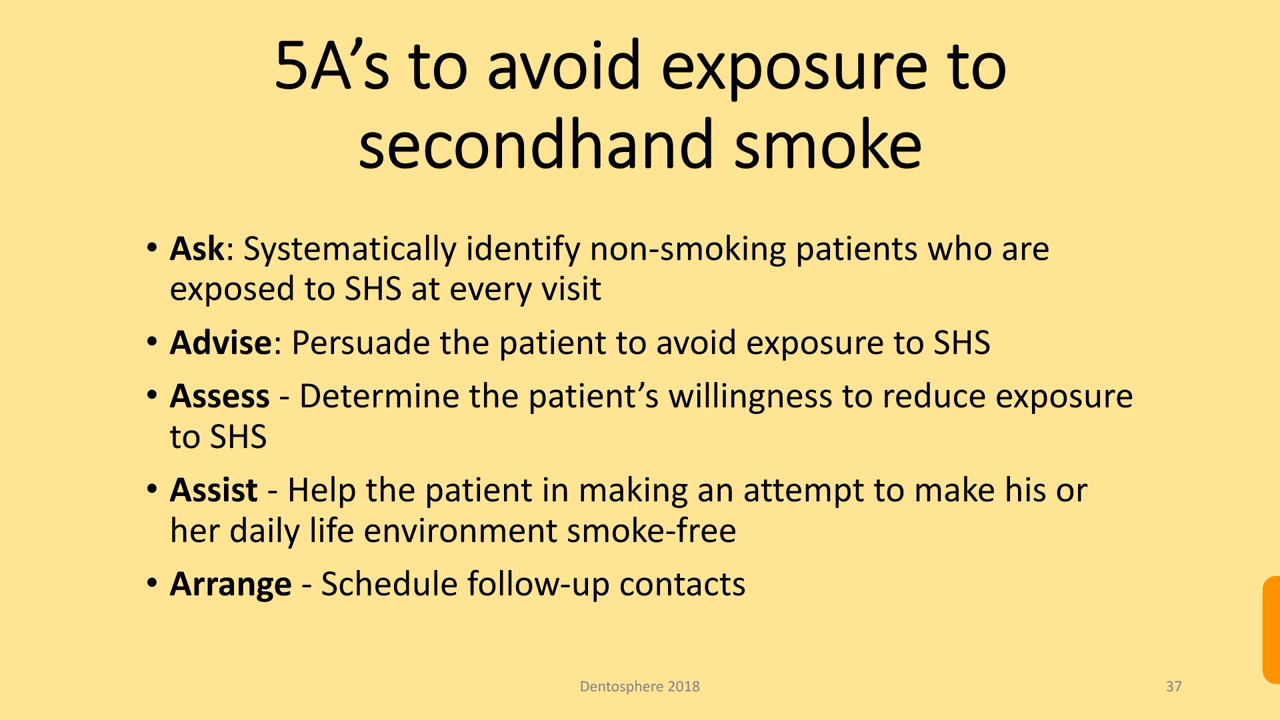 5A’s to avoid exposure to
secondhand smoke
• Ask: Systematically identify non-smoking patients who are
exposed to SHS at every visit
• Advise: Persuade the patient to avoid exposure to SHS
• Assess - Determine the patient’s willingness to reduce exposure
to SHS
• Assist - Help the patient in making an attempt to make his or
her daily life environment smoke-free
• Arrange - Schedule follow-up contacts
Dentosphere 2018
37